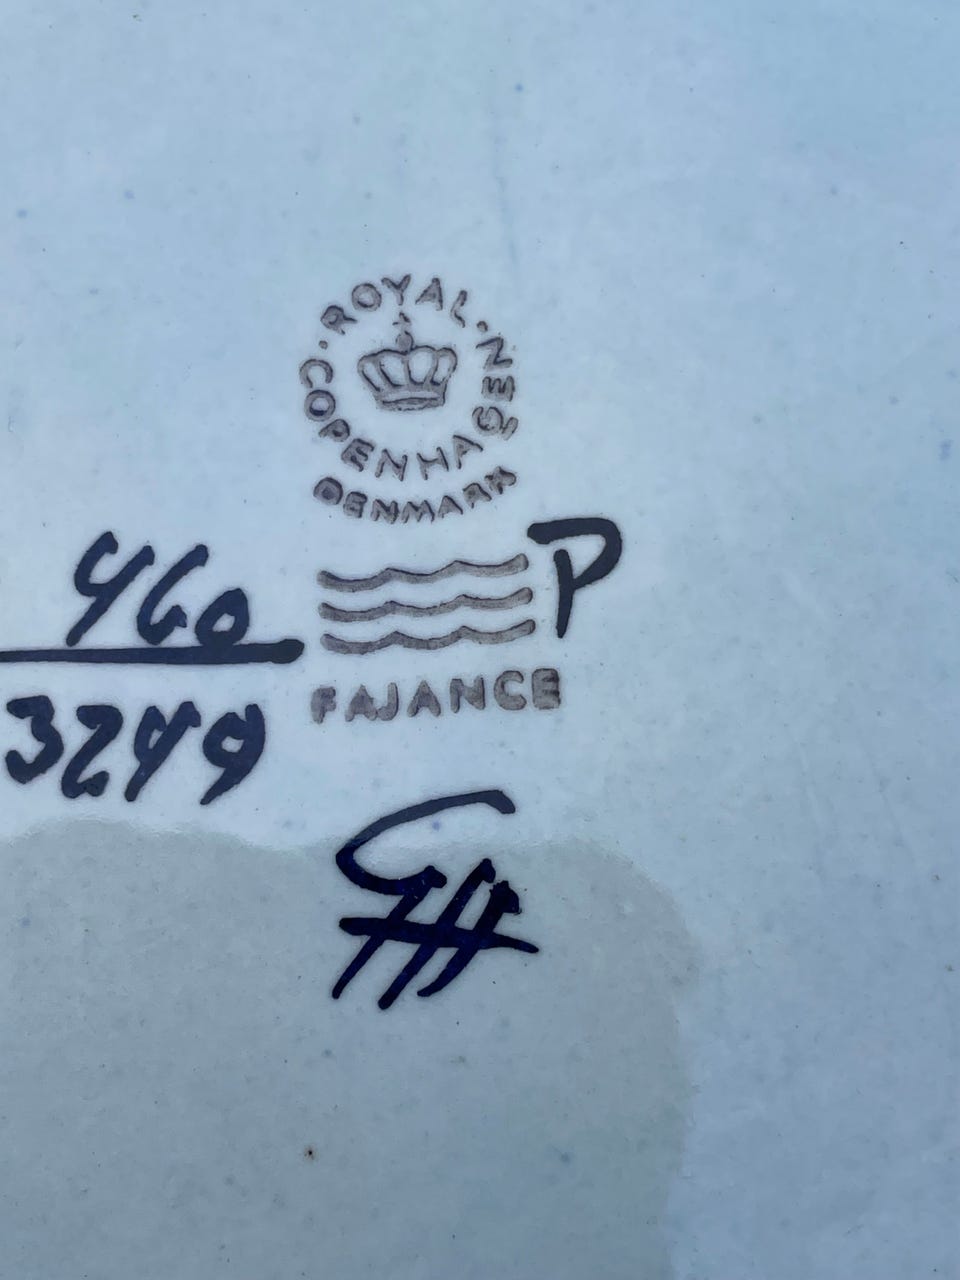 · ROYAL ·
COPENHAGEN
DENMARK
460
P
3249
FAJANCE